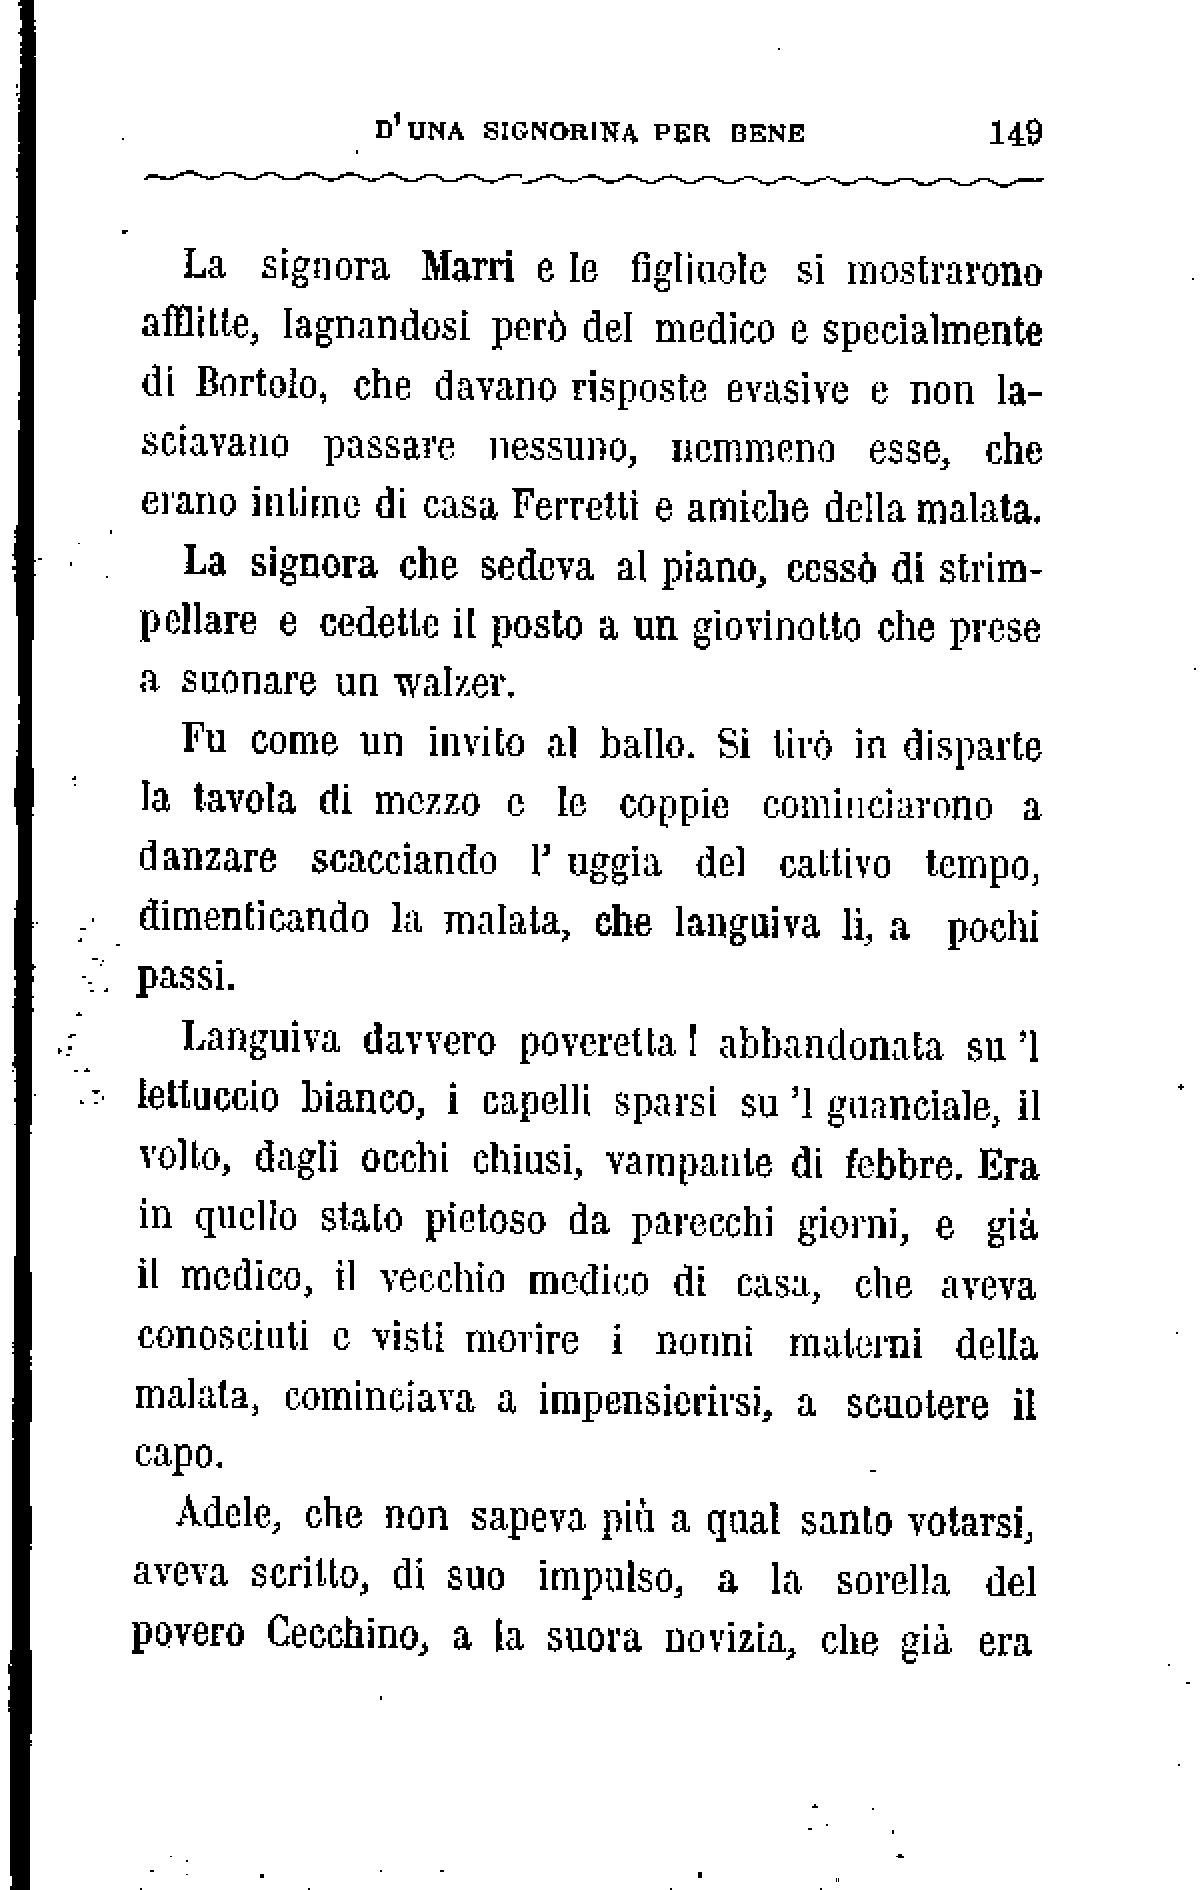 D'UNA SIGNORINA PER BENE 149
La signora Marri e le figliuole si mostrarono
afflitte, lagnandosi però del medico e specialmente
di Bortolo, che davano risposte evasive e non la-
sciavano passare nessuno, nemmeno esse, che
erano intime di casa Ferretti e amiche della malata.
La signora che sedeva al piano, cessò di strim-
pellare e cedette il posto a un giovinotto che prese
a suonare un walzer.
Fu come un invito al ballo. Si tirò in disparte
la tavola di mezzo e le coppie cominciarono a
danzare scacciando l' uggia del cattivo tempo,
dimenticando la malata, che languiva lì, a pochi
passi.
Languiva davvero poveretta! abbandonata su 'l
lettuccio bianco, i capelli sparsi su 'l guanciale, il
volto, dagli occhi chiusi, vampante di febbre. Era
in quello stato pietoso da parecchi giorni, e già
il medico, il vecchio medico di casa, che aveva
conosciuti e visti morire i nonni materni della
malata, cominciava a impensierirsi, a scuotere il
capo.
Adele, che non sapeva più a qual santo votarsi,
aveva scritto, di suo impulso, a la sorella del
povero Cecchino, a la suora novizia, che già era